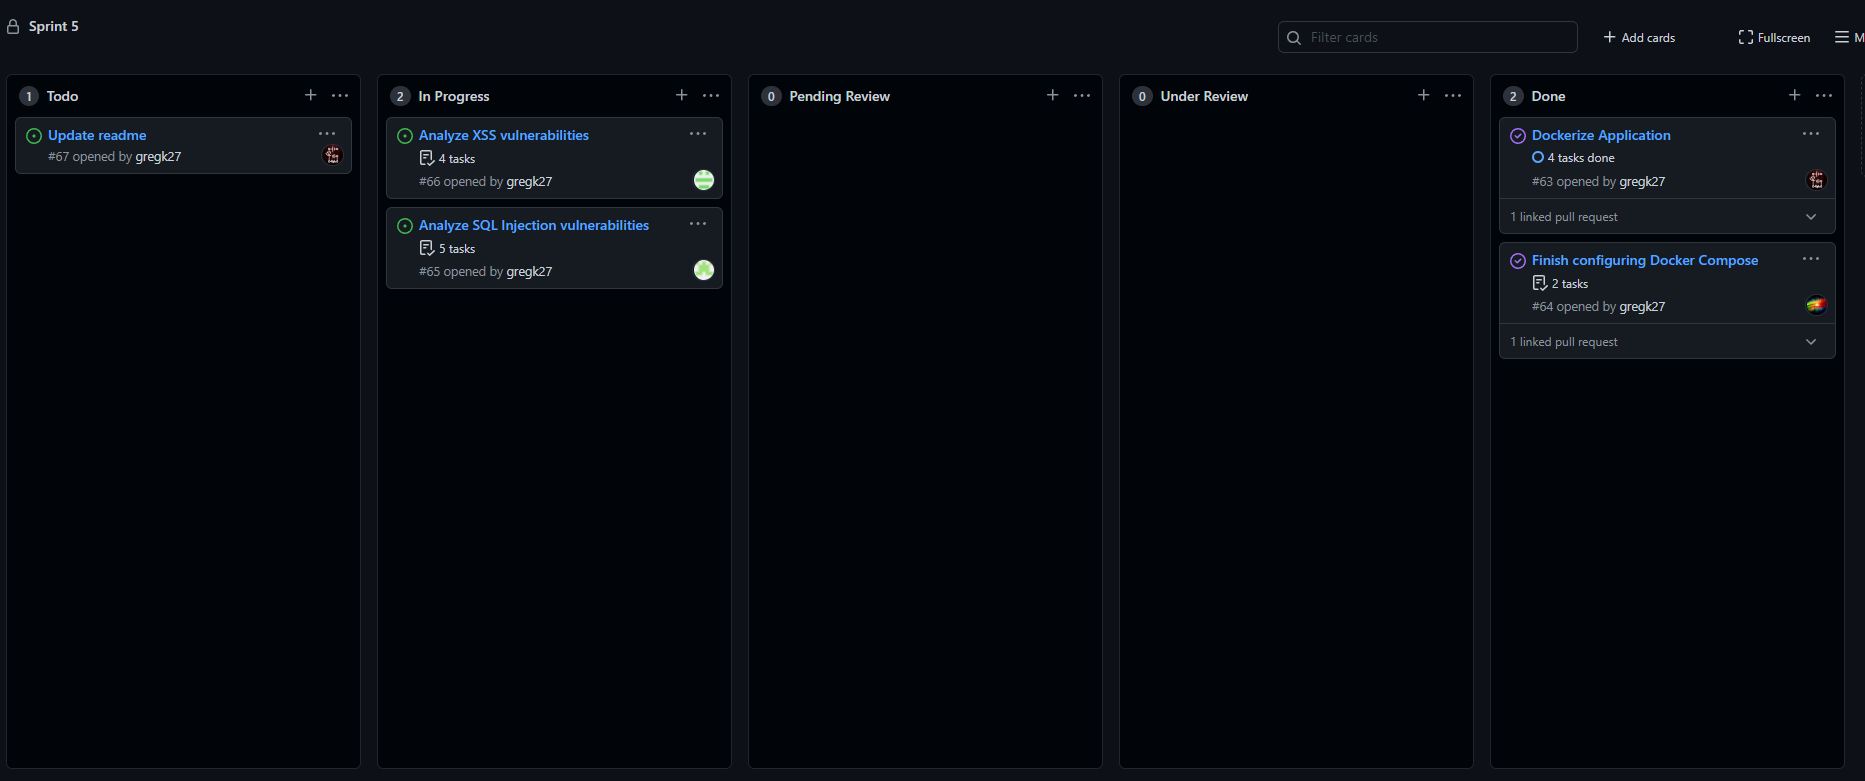 Sprint 5
Filter cards
Add cards
Fullscreen
M
1 Todo
Update readme
#67 opened by gregk27
2 In Progress
Analyze XSS vulnerabilities
4 tasks
#66 opened by gregk27
Analyze SQL Injection vulnerabilities
5 tasks
#65 opened by gregk27
0 Pending Review
0 Under Review
2 Done
Dockerize Application
4 tasks done
#63 opened by gregk27
1 linked pull request
Finish configuring Docker Compose
2 tasks
#64 opened by gregk27
1 linked pull request